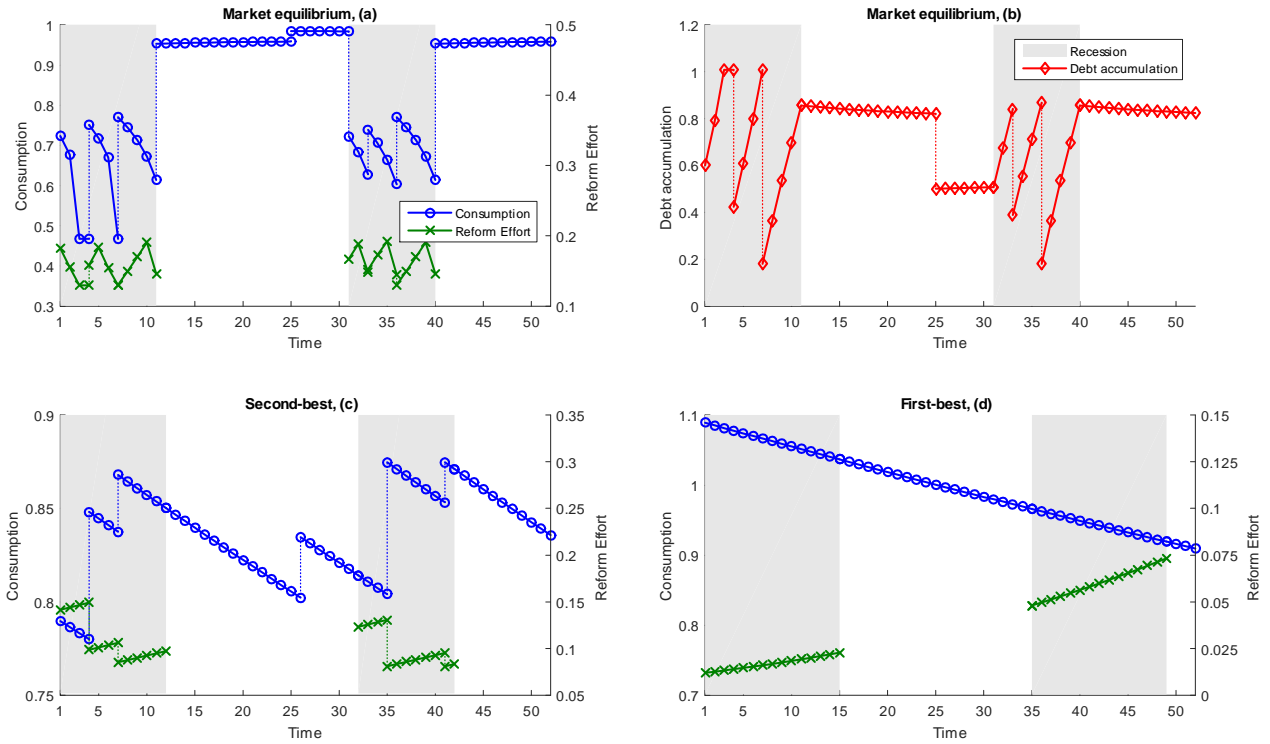 Market equilibrium, (a)
Consumption
1
0.9
0.8
0.7
0.6
0.5
0.4
0.3
0.5
0.4
0.3
0.2
0.1
Reform Effort
Consumption
Reform Effort
1 5 10 15 20 25 30 35 40 45 50
Time
Market equilibrium, (b)
Debt accumulation
1.2
1
0.8
0.6
0.4
0.2
0
Recession
Debt accumulation
1 5 10 15 20 25 30 35 40 45 50
Time
Second-best, (c)
Consumption
0.9
0.85
0.8
0.75
0.35
0.3
0.25
0.2
0.15
0.1
0.05
Reform Effort
1 5 10 15 20 25 30 35 40 45 50
Time
First-best, (d)
Consumption
1.1
1
0.9
0.8
0.7
0.15
0.125
0.1
0.075
0.05
0.025
0
Reform Effort
1 5 10 15 20 25 30 35 40 45 50
Time